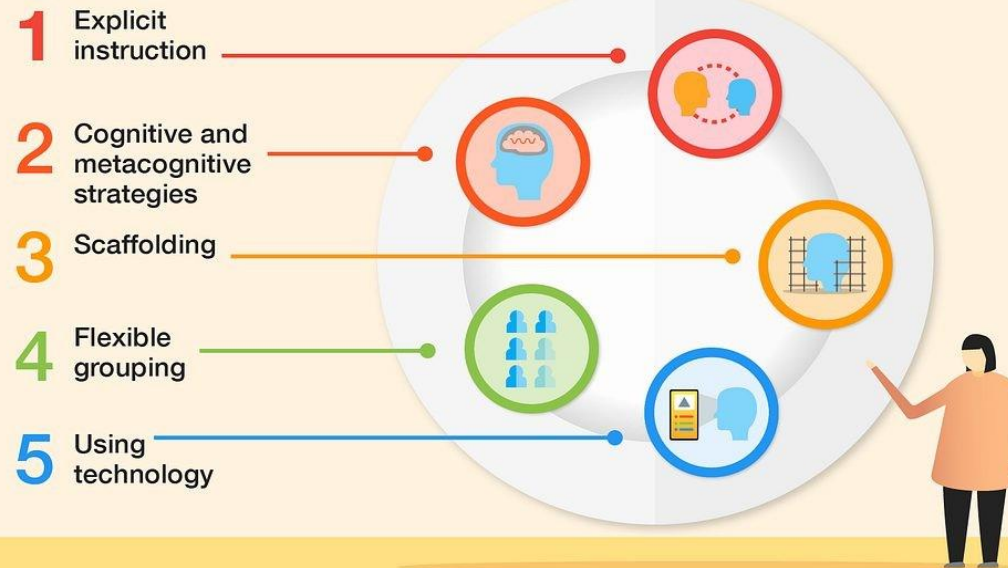 1 Explicit
instruction
2 Cognitive and
metacognitive
strategies
3 Scaffolding
4 Flexible
grouping
5 Using
technology